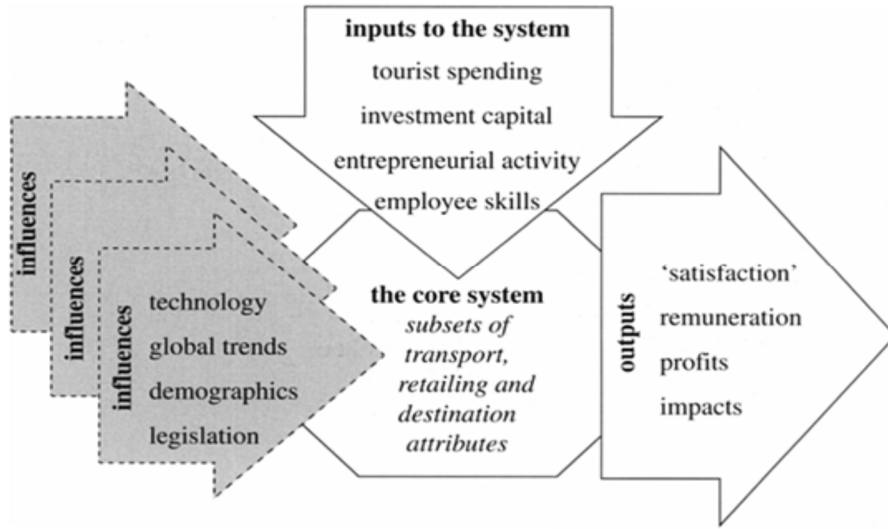 inputs to the system
tourist spending
investment capital
entrepreneurial activity
employee skills
influences
influences
influences
technology
global trends
demographics
legislation
the core system
subsets of
transport,
retailing and
destination
attributes
outputs
‘satisfaction’
remuneration
profits
impacts